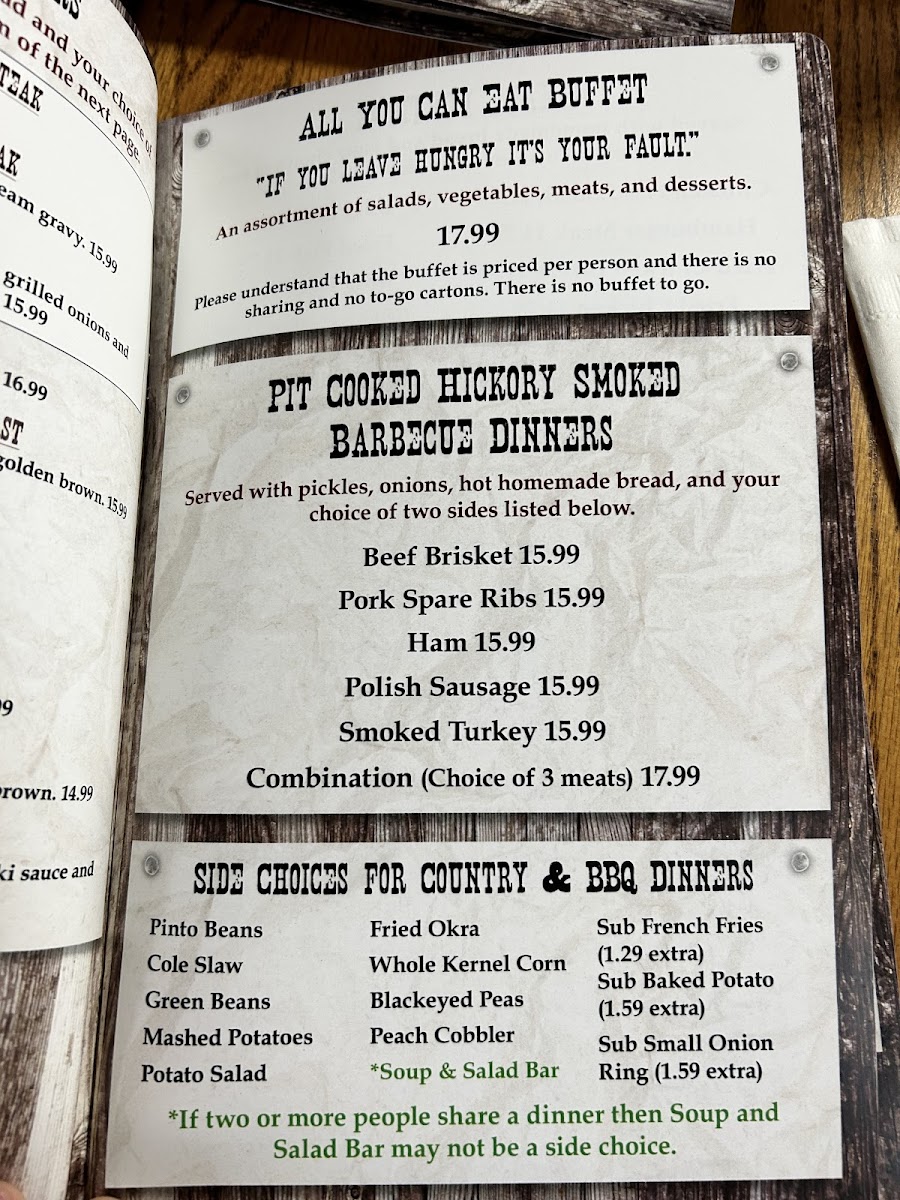 ad and your choice of
n of the next page.
TEAK
AK
eam gravy. 15.99
grilled onions and
15.99
16.99
ST
golden brown. 15.99
99
rown. 14.99
ki sauce and
ALL YOU CAN EAT BUFFET
"IF YOU LEAVE HUNGRY IT'S YOUR FAULT."
An assortment of salads, vegetables, meats, and desserts.
17.99
Please understand that the buffet is priced per person and there is no
sharing and no to-go cartons. There is no buffet to go.
PIT COOKED HICKORY SMOKED
BARBECUE DINNERS
Served with pickles, onions, hot homemade bread, and your
choice of two sides listed below.
Beef Brisket 15.99
Pork Spare Ribs 15.99
Ham 15.99
Polish Sausage 15.99
Smoked Turkey 15.99
Combination (Choice of 3 meats) 17.99
SIDE CHOICES FOR COUNTRY & BBQ DINNERS
Pinto Beans
Cole Slaw
Green Beans
Mashed Potatoes
Potato Salad
Fried Okra
Whole Kernel Corn
Blackeyed Peas
Peach Cobbler
*Soup & Salad Bar
Sub French Fries
(1.29 extra)
Sub Baked Potato
(1.59 extra)
Sub Small Onion
Ring (1.59 extra)
*If two or more people share a dinner then Soup and
Salad Bar may not be a side choice.